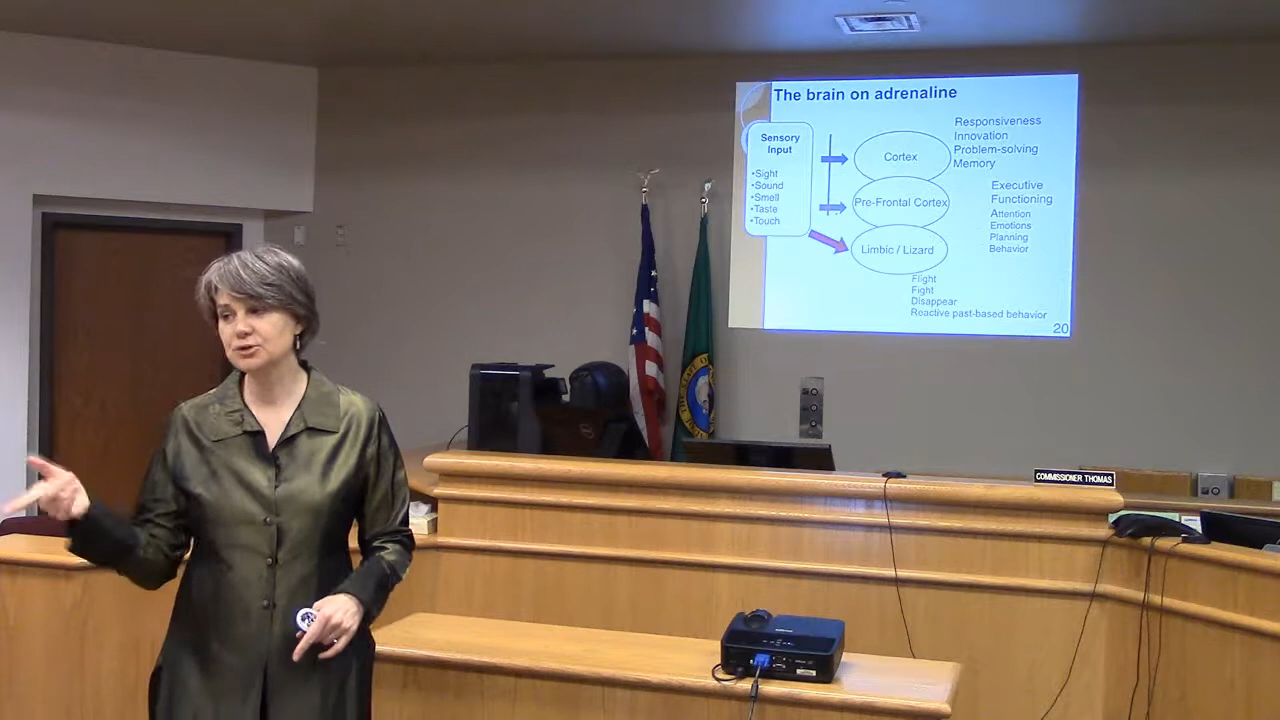 The brain on adrenaline
Sensory
Input
•Sight
•Sound
•Smell
•Taste
•Touch
Cortex
Pre-Frontal Cortex
Limbic / Lizard
Responsiveness
Innovation
Problem-solving
Memory
Executive
Functioning
Attention
Emotions
Planning
Behavior
Flight
Fight
Disappear
Reactive past-based behavior
20
COMMISSIONER THOMAS